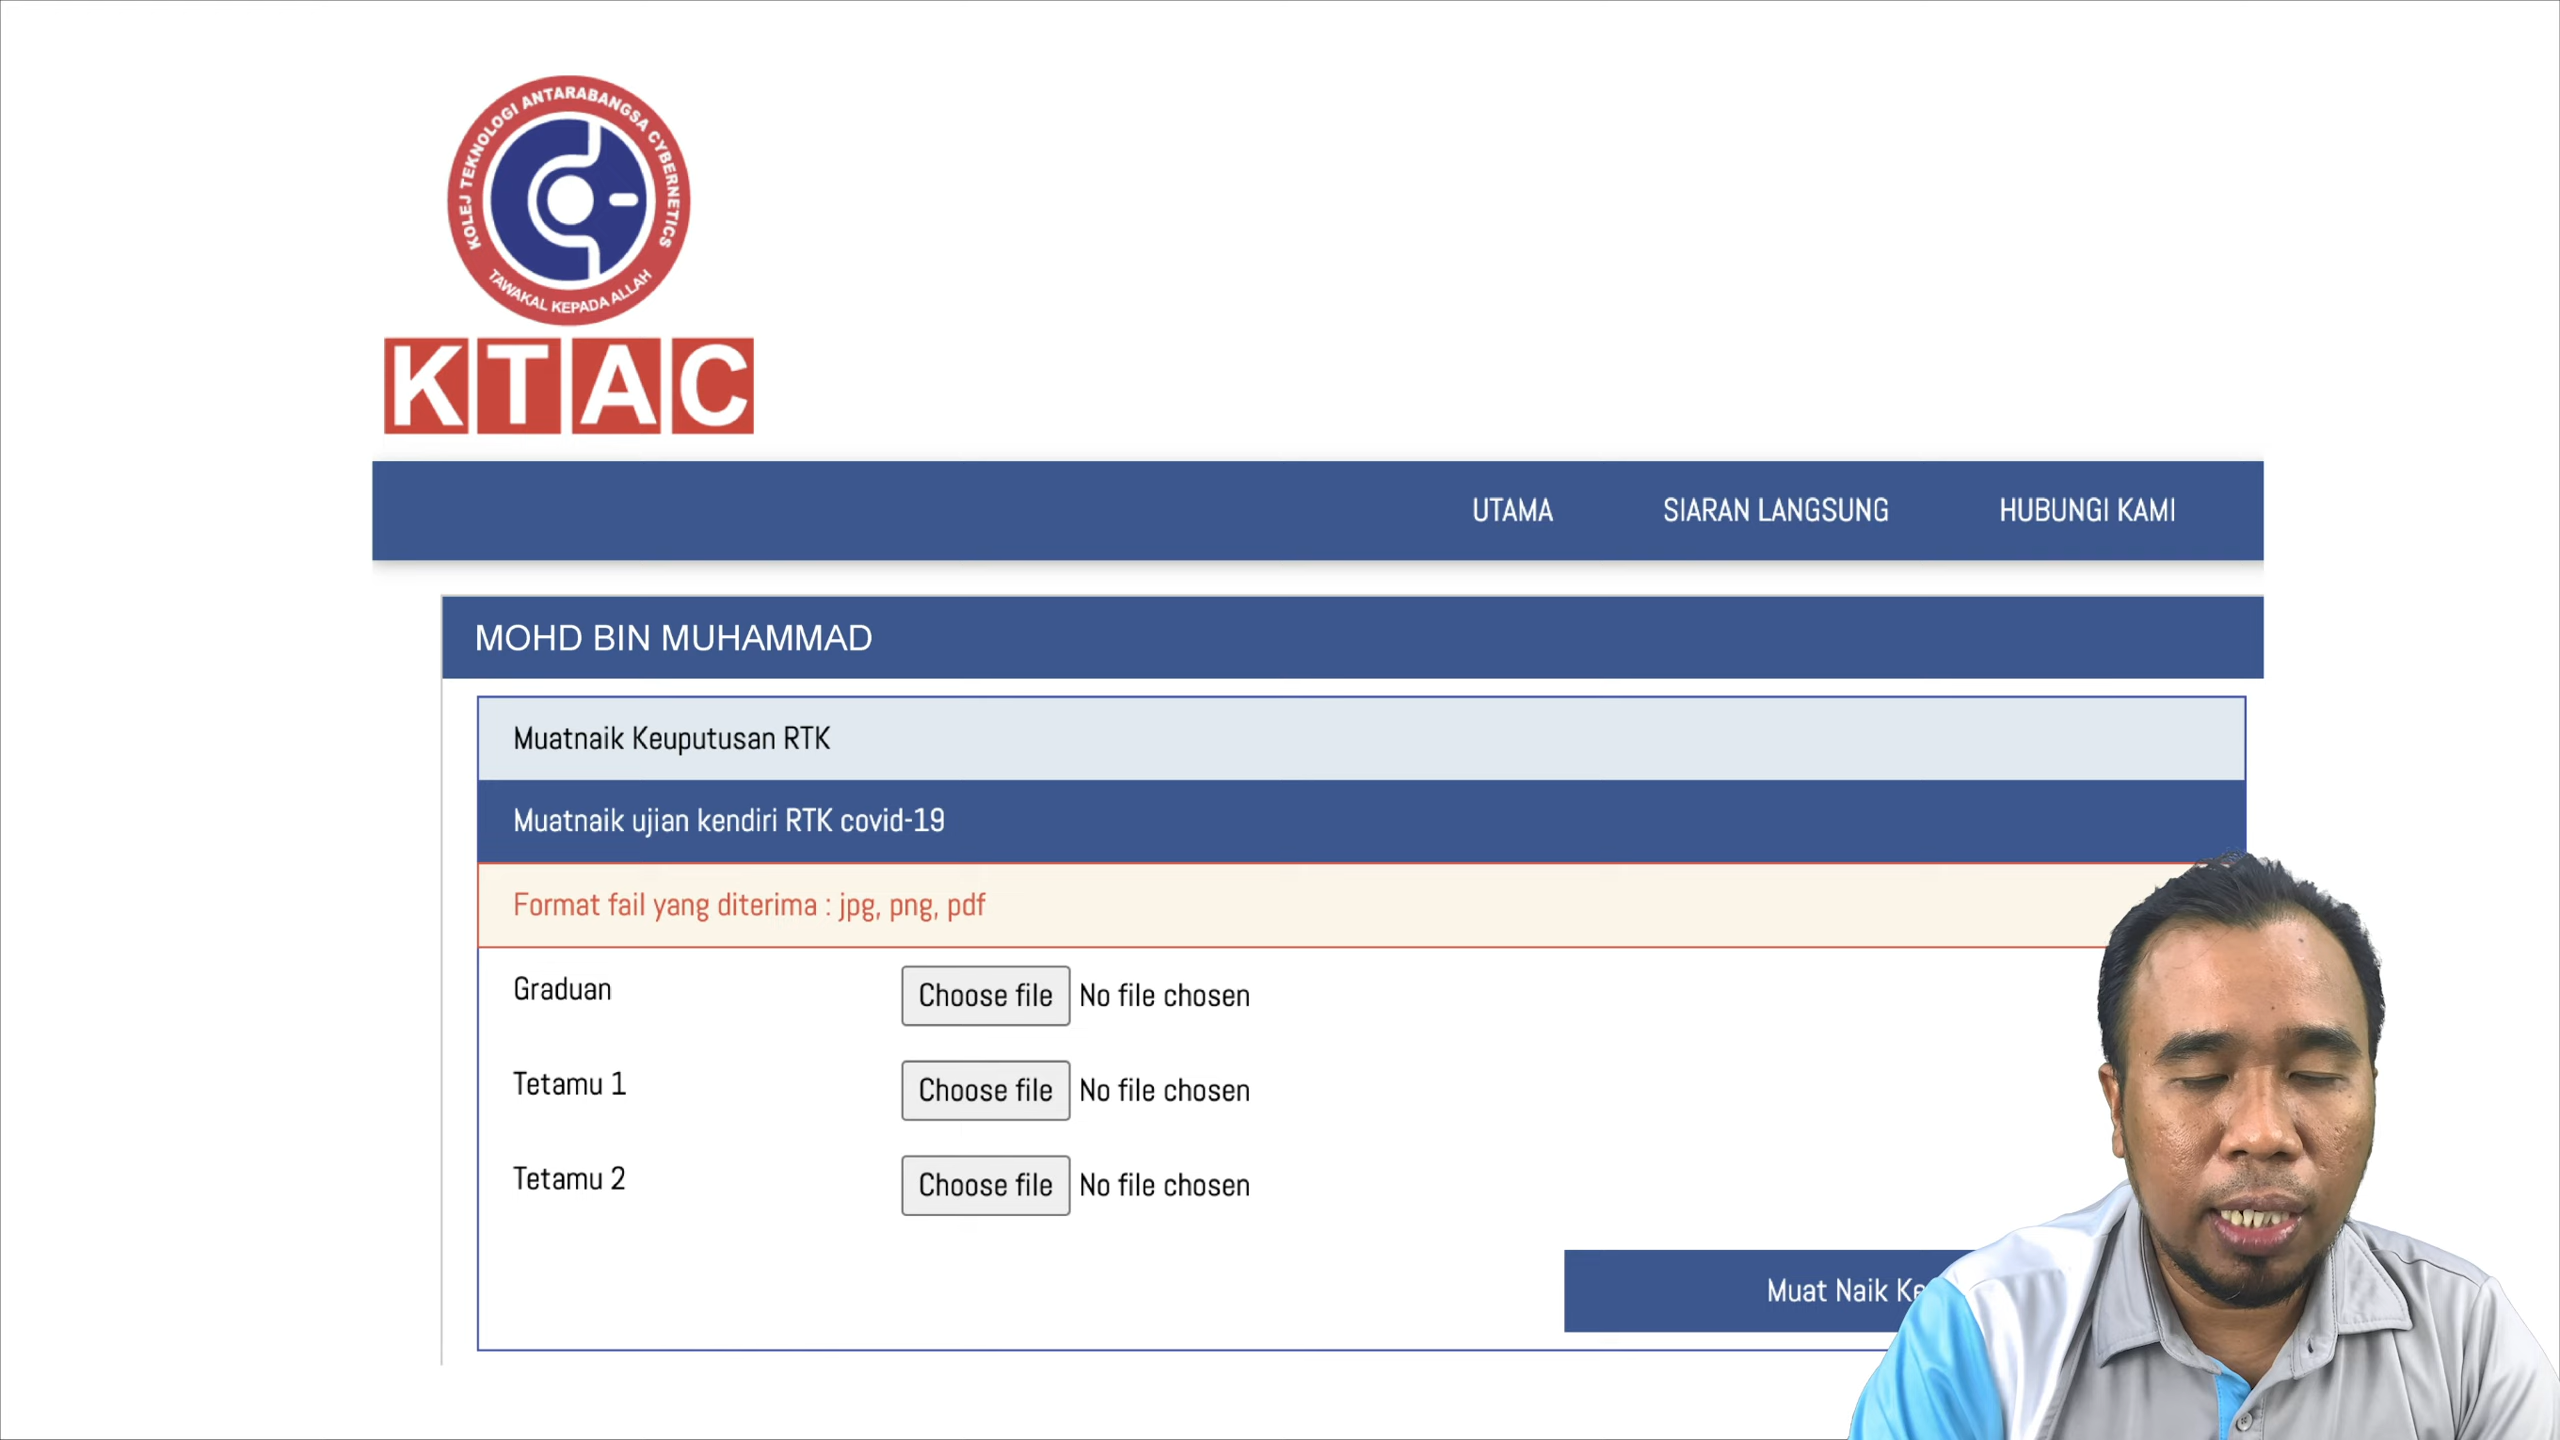 KOLEJ TEKNOLOGI ANTARABANGSA CYBERNETICS
TAWAKAL KEPADA ALLAH
KTAC
UTAMA SIARAN LANGSUNG HUBUNGI KAMI
MOHD BIN MUHAMMAD
Muatnaik Keuputusan RTK
Muatnaik ujian kendiri RTK covid-19
Format fail yang diterima : jpg, png, pdf
Graduan Choose file No file chosen
Tetamu 1 Choose file No file chosen
Tetamu 2 Choose file No file chosen
Muat Naik